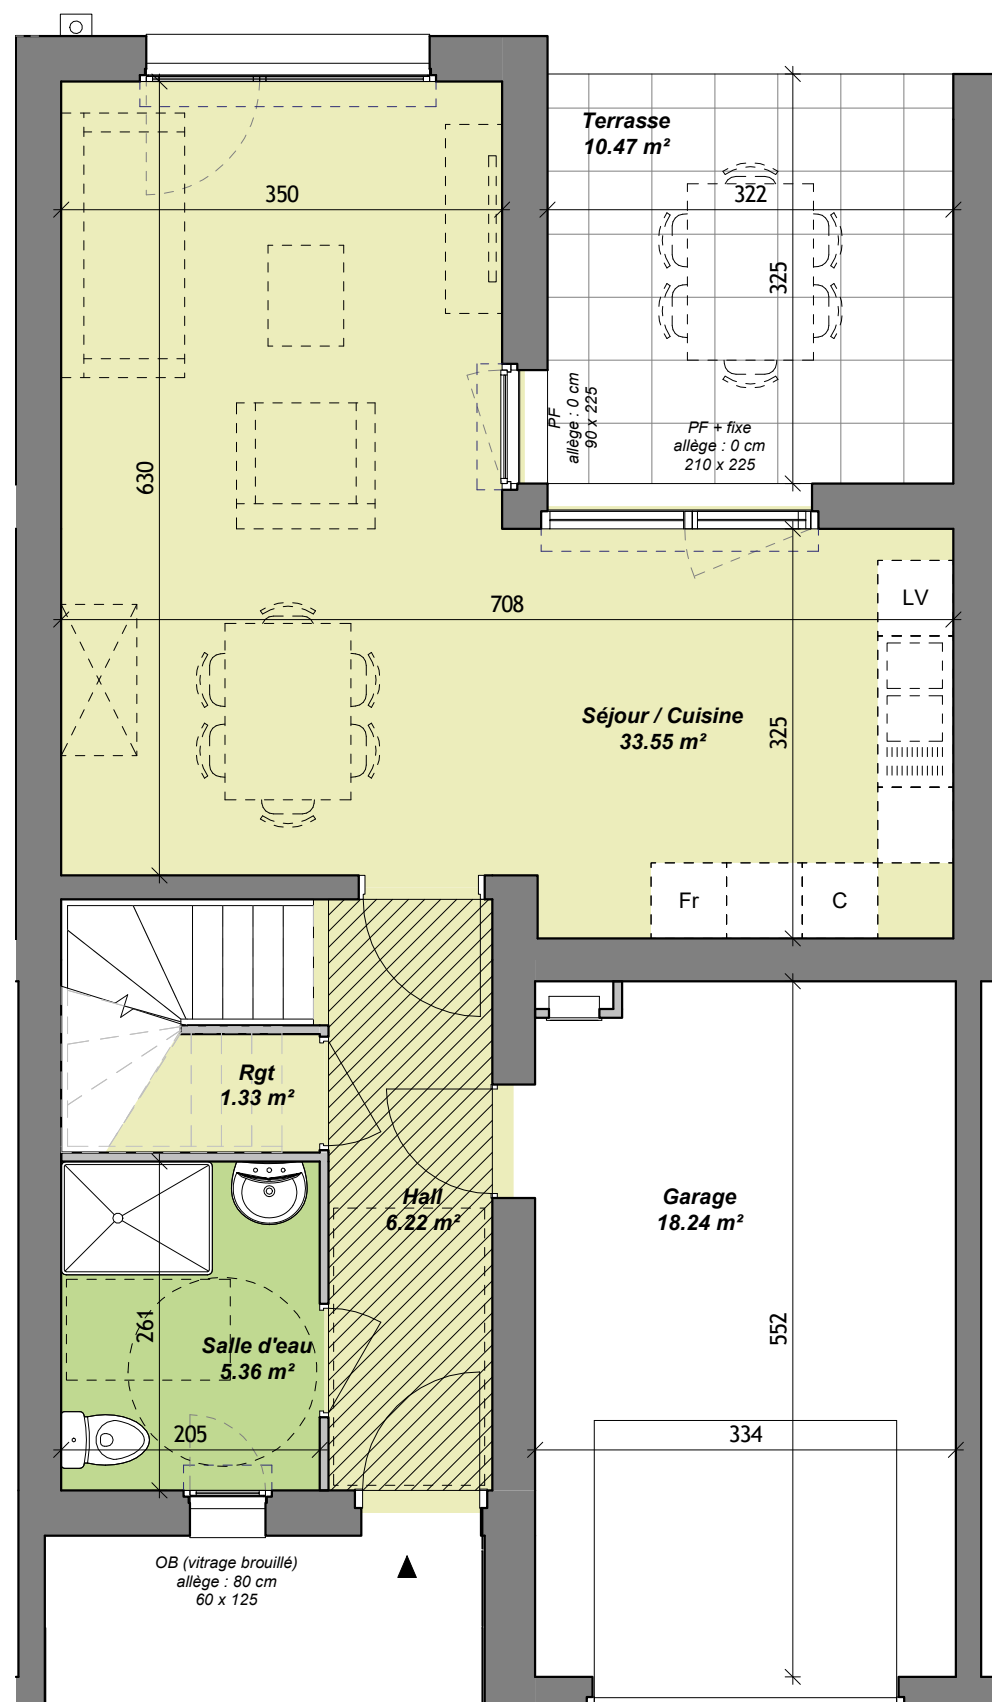 Terrasse
10.47 m²
350
322
325
PF
allège : 0 cm
90 x 225
PF + fixe
allège : 0 cm
210 x 225
630
708
LV
Séjour / Cuisine
33.55 m²
325
Fr
C
Rgt
1.33 m²
Hall
6.22 m²
Garage
18.24 m²
261
Salle d'eau
5.36 m²
552
205
334
OB (vitrage brouillé)
allège : 80 cm
60 x 125